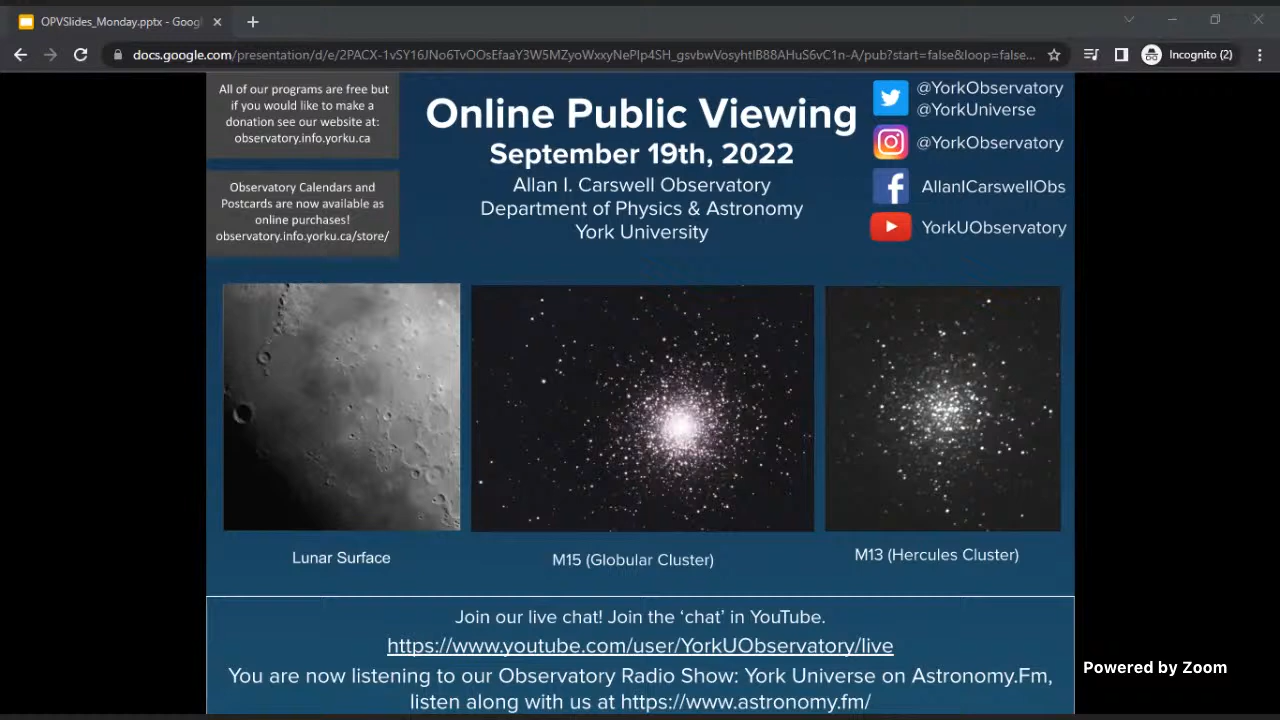 OPVSlides_Monday.pptx - Goog
docs.google.com/presentation/d/e/2PACX-1vSY16JNo6TvOOsEfaaY3W5MZyoWxxyNePlp4SH_gsvbwVosyhtlB88AHuS6vC1n-A/pub?start=false&loop=false...
Incognito (2)
All of our programs are free but
if you would like to make a
donation see our website at:
observatory.info.yorku.ca
Observatory Calendars and
Postcards are now available as
online purchases!
observatory.info.yorku.ca/store/
Online Public Viewing
September 19th, 2022
Allan I. Carswell Observatory
Department of Physics & Astronomy
York University
@YorkObservatory
@YorkUniverse
@YorkObservatory
AllanICarswellObs
YorkUObservatory
Lunar Surface
M15 (Globular Cluster)
M13 (Hercules Cluster)
Join our live chat! Join the ‘chat’ in YouTube.
https://www.youtube.com/user/YorkUObservatory/live
You are now listening to our Observatory Radio Show: York Universe on Astronomy.Fm,
listen along with us at https://www.astronomy.fm/
Powered by Zoom